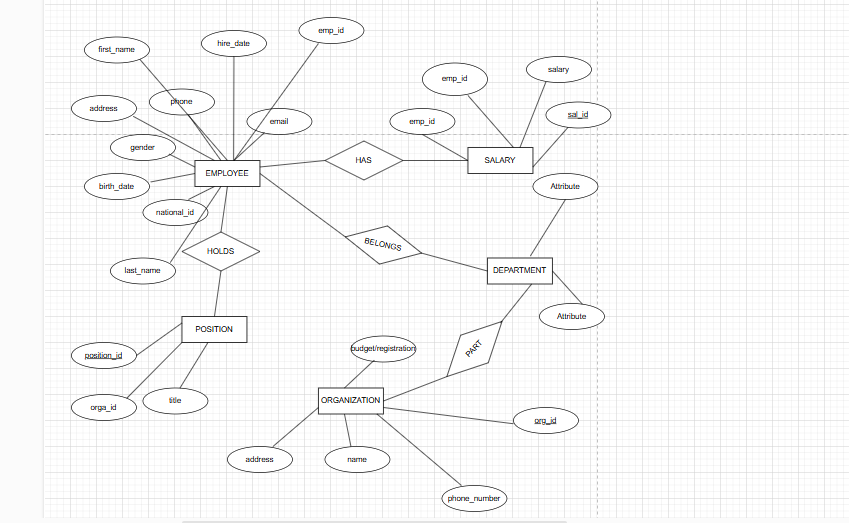 emp_id
first_name
hire_date
salary
emp_id
phone
address
sal_id
email
emp_id
gender
HAS
SALARY
EMPLOYEE
birth_date
Attribute
national_id
BELONGS
HOLDS
last_name
DEPARTMENT
Attribute
POSITION
budget/registration
PART
position_id
ORGANIZATION
title
orga_id
org_id
address
name
phone_number